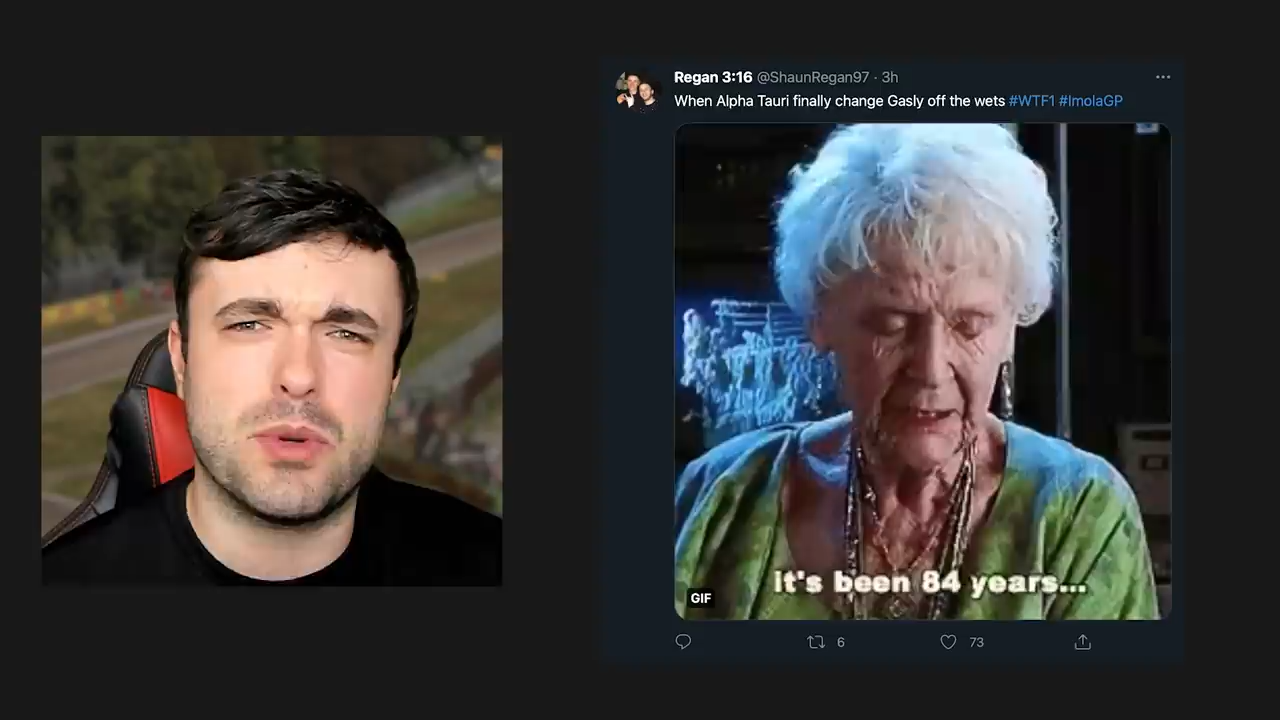 Regan 3:16 @ShaunRegan97 · 3h
When Alpha Tauri finally change Gasly off the wets #WTF1 #ImolaGP
it's been 84 years...
GIF
6 73